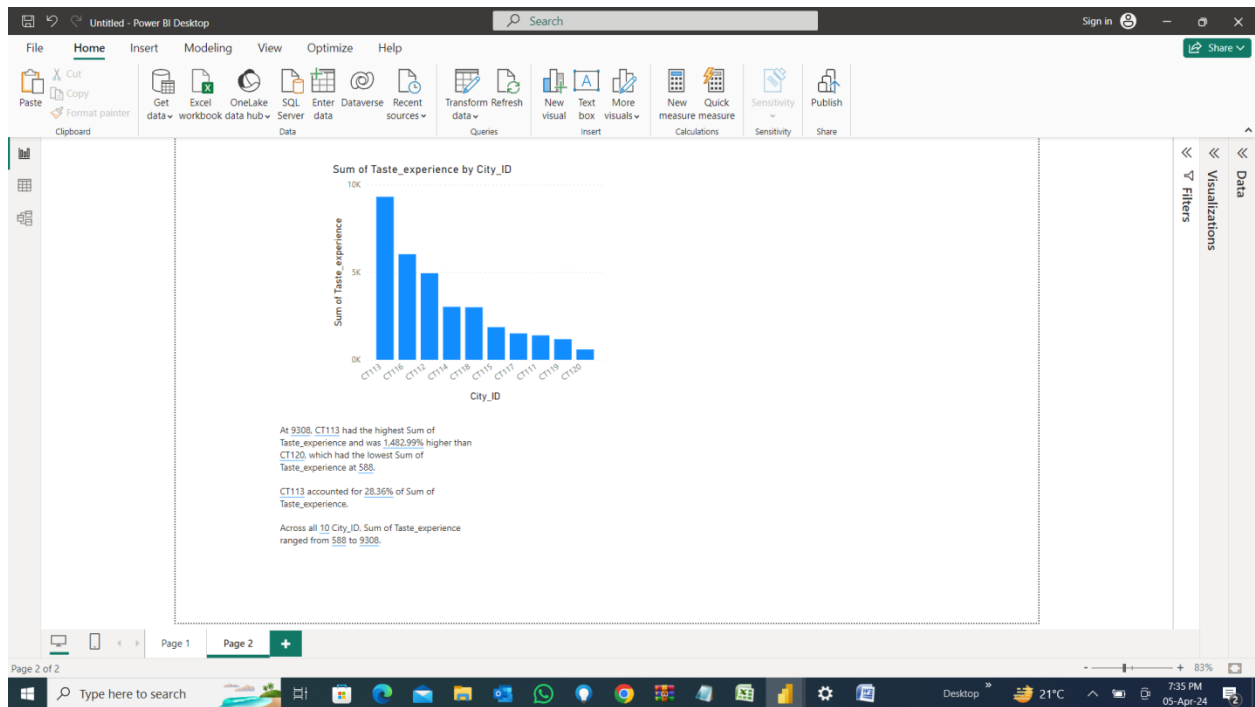 Untitled - Power BI Desktop
Search
Sign in
File Home Insert Modeling View Optimize Help
Share
Paste
Cut
Copy
Format painter
Clipboard
Get data
Excel workbook
OneLake data hub
SQL Server
Enter data
Dataverse
Recent sources
Data
Transform data
Refresh
Queries
New visual
Text box
More visuals
Insert
New measure
Quick measure
Calculations
Sensitivity
Sensitivity
Publish
Share
Sum of Taste_experience by City_ID
10K
5K
0K
Sum of Taste_experience
CT113 CT116 CT112 CT114 CT118 CT115 CT117 CT111 CT119 CT120
City_ID
At 9308, CT113 had the highest Sum of
Taste_experience and was 1,482.99% higher than
CT120, which had the lowest Sum of
Taste_experience at 588.
CT113 accounted for 28.36% of Sum of
Taste_experience.
Across all 10 City_ID, Sum of Taste_experience
ranged from 588 to 9308.
Filters
Visualizations
Data
Page 1 Page 2 +
Page 2 of 2
- + 83%
Type here to search
Desktop
21°C
7:35 PM
05-Apr-24
2